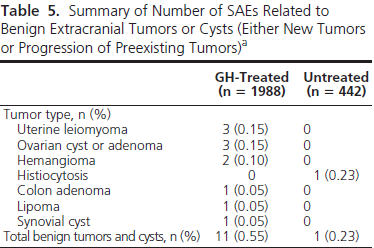 Table 5. Summary of Number of SAEs Related to
Benign Extracranial Tumors or Cysts (Either New Tumors
or Progression of Preexisting Tumors)a
GH-Treated Untreated
(n = 1988) (n = 442)
Tumor type, n (%)
Uterine leiomyoma 3 (0.15) 0
Ovarian cyst or adenoma 3 (0.15) 0
Hemangioma 2 (0.10) 0
Histiocytosis 0 1 (0.23)
Colon adenoma 1 (0.05) 0
Lipoma 1 (0.05) 0
Synovial cyst 1 (0.05) 0
Total benign tumors and cysts, n (%) 11 (0.55) 1 (0.23)